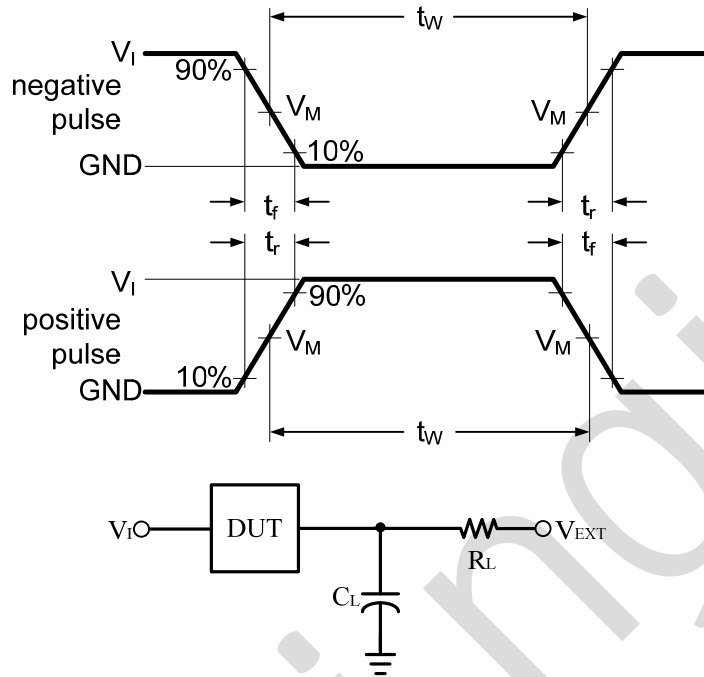 tW
VI
90%
negative
pulse
VM
VM
10%
GND
tf
tr
tr
tf
VI
90%
positive
pulse
VM
VM
10%
GND
tW
VI
DUT
VEXT
RL
CL